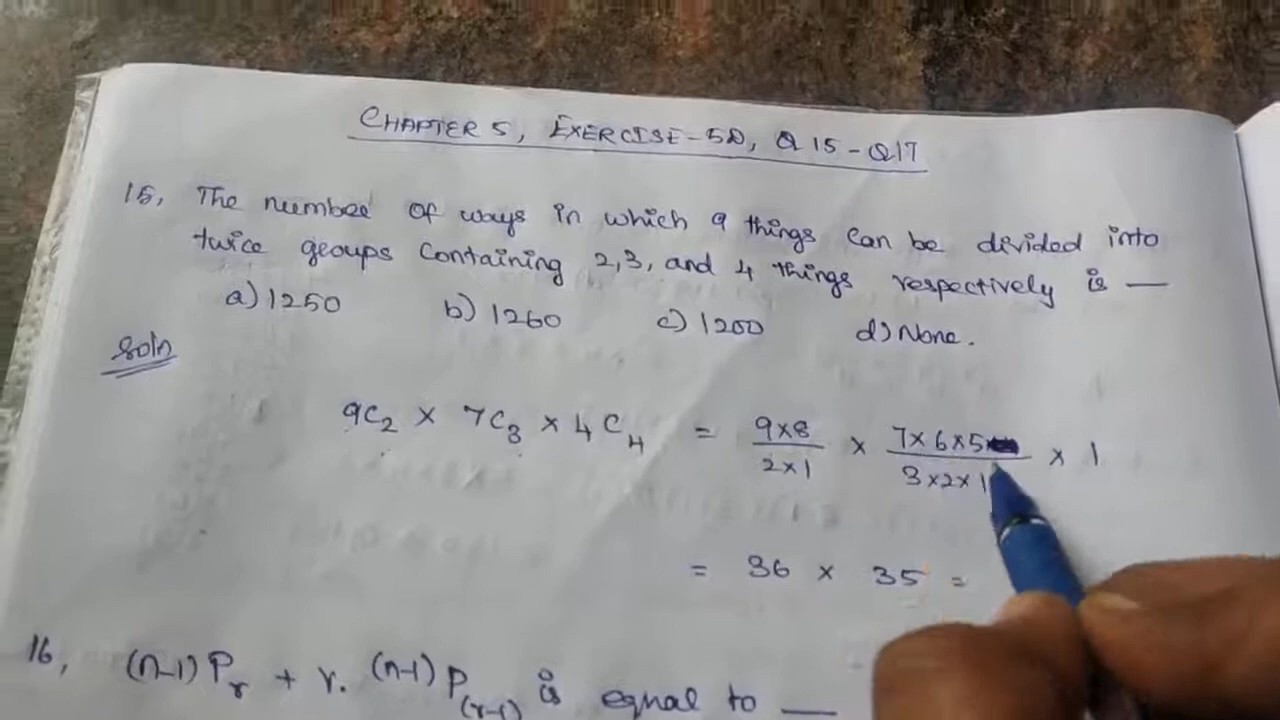 CHAPTER 5, EXERCISE-5D, Q 15 - Q17
15, The number of ways in which 9 things can be divided into
twice groups containing 2,3, and 4 things respectively is —
a) 1250 b) 1260 c) 1200 d) None.
Soln
9C₂ × 7C₃ × 4C₄ = 9×8/2×1 × 7×6×5/3×2×1 × 1
= 36 × 35 =
16, (n-1)Pᵣ + r. (n-1)P₍ᵣ₋₁₎ is equal to —